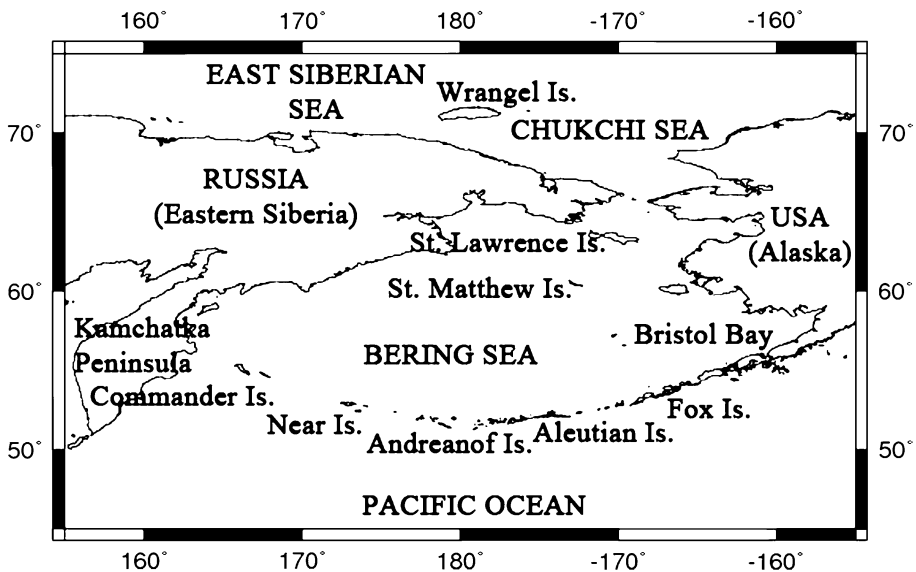 160° 170° 180° -170° -160°
EAST SIBERIAN
SEA
Wrangel Is.
70° CHUKCHI SEA 70°
RUSSIA
(Eastern Siberia)
USA
(Alaska)
St. Lawrence Is.
60° St. Matthew Is. 60°
Kamchatka
Peninsula
Bristol Bay
BERING SEA
Commander Is.
Near Is.
Andreanof Is.
Aleutian Is.
Fox Is.
50° 50°
PACIFIC OCEAN
160° 170° 180° -170° -160°